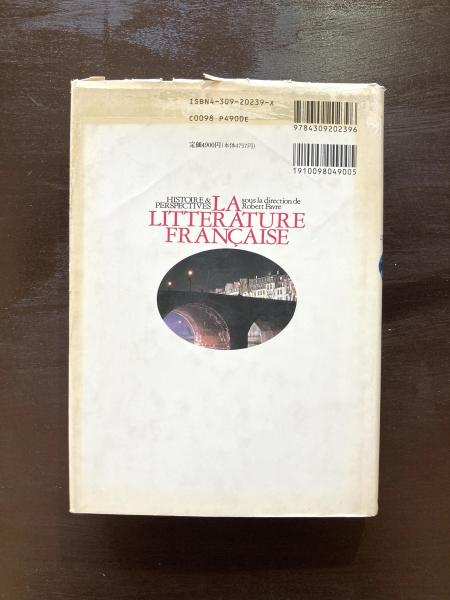 ISBN4-309-20239-X
C0098 P4900E
定価4900円(本体4757円)
9784309202396
1910098049005
HISTOIRE & PERSPECTIVES
LA
sous la direction de Robert Favre
LITTERATURE
FRANÇAISE